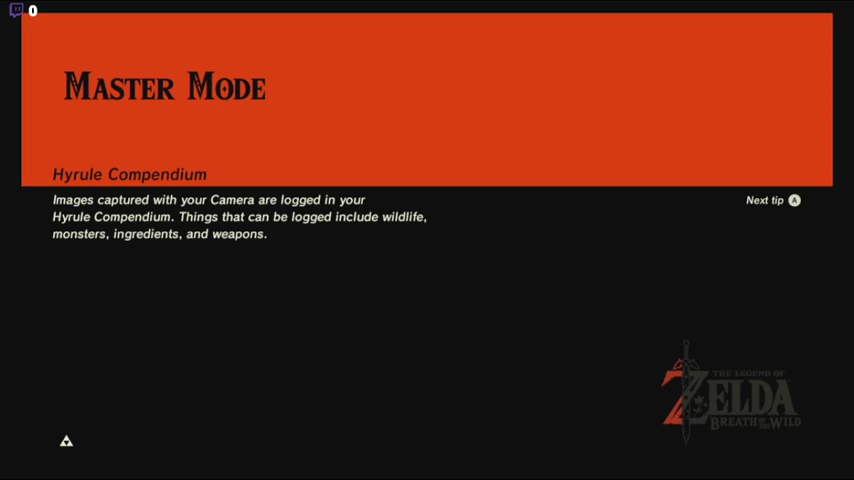 0
MASTER MODE
Hyrule Compendium
Images captured with your Camera are logged in your
Hyrule Compendium. Things that can be logged include wildlife,
monsters, ingredients, and weapons.
Next tip A
THE LEGEND OF
ZELDA
BREATH OF THE WILD